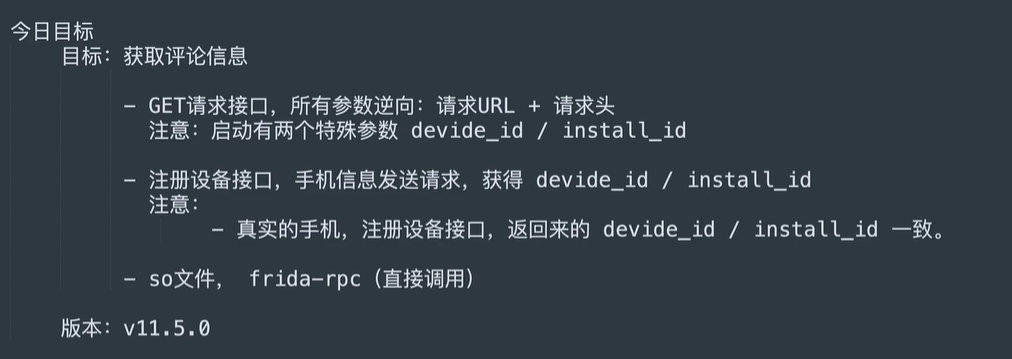 今日目标
目标：获取评论信息
- GET请求接口，所有参数逆向：请求URL + 请求头
注意：启动有两个特殊参数 devide_id / install_id
- 注册设备接口，手机信息发送请求，获得 devide_id / install_id
注意：
- 真实的手机，注册设备接口，返回来的 devide_id / install_id 一致。
- so文件， frida-rpc（直接调用）
版本：v11.5.0